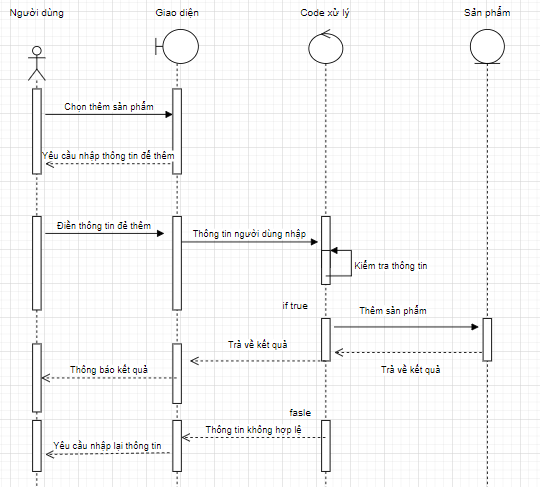 Người dùng
Giao diện
Code xử lý
Sản phẩm
Chọn thêm sản phẩm
Yêu cầu nhập thông tin để thêm
Điền thông tin để thêm
Thông tin người dùng nhập
Kiểm tra thông tin
if true
Thêm sản phẩm
Trả về kết quả
Trả về kết quả
Thông báo kết quả
fasle
Thông tin không hợp lệ
Yêu cầu nhập lại thông tin